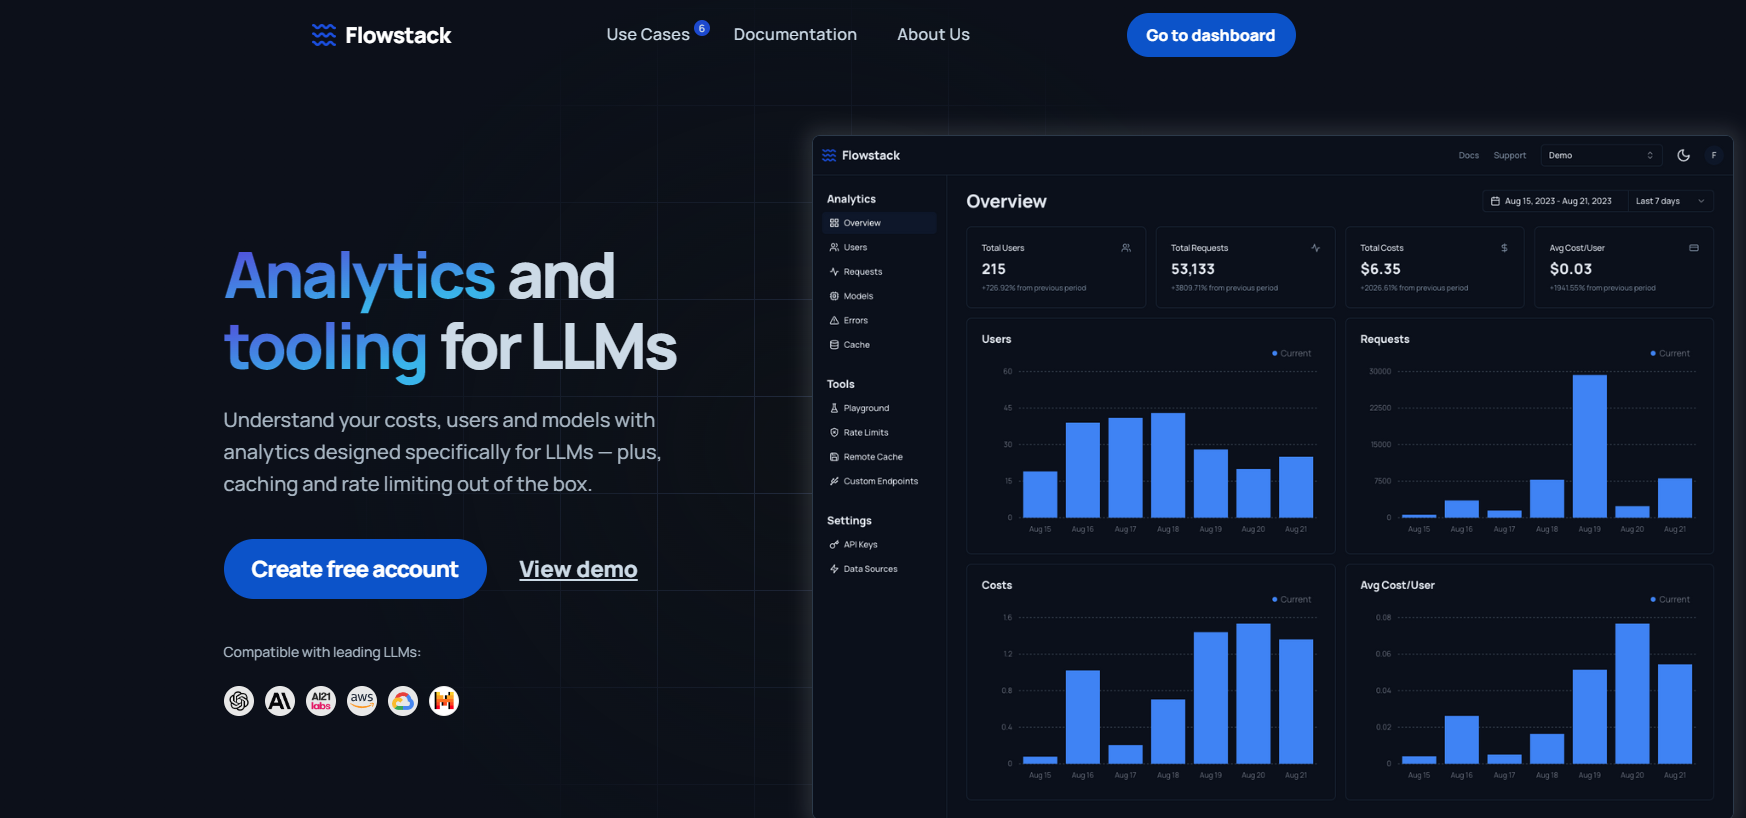 Flowstack
Use Cases 6
Documentation
About Us
Go to dashboard
Analytics and
tooling for LLMs
Understand your costs, users and models with
analytics designed specifically for LLMs — plus,
caching and rate limiting out of the box.
Create free account
View demo
Compatible with leading LLMs:
AI21
labs
aws
Flowstack
Docs
Support
Demo
F
Analytics
Overview
Users
Requests
Models
Errors
Cache
Tools
Playground
Rate Limits
Remote Cache
Custom Endpoints
Settings
API Keys
Data Sources
Overview
Aug 15, 2023 - Aug 21, 2023
Last 7 days
Total Users
215
+726.92% from previous period
Total Requests
53,133
+3809.71% from previous period
Total Costs
$6.35
+2026.61% from previous period
Avg Cost/User
$0.03
+1941.55% from previous period
Users
Current
60
45
30
15
0
Aug 15 Aug 16 Aug 17 Aug 18 Aug 19 Aug 20 Aug 21
Requests
Current
30000
22500
15000
7500
0
Aug 15 Aug 16 Aug 17 Aug 18 Aug 19 Aug 20 Aug 21
Costs
Current
1.6
1.2
0.8
0.4
0
Aug 15 Aug 16 Aug 17 Aug 18 Aug 19 Aug 20 Aug 21
Avg Cost/User
Current
0.08
0.06
0.04
0.02
0
Aug 15 Aug 16 Aug 17 Aug 18 Aug 19 Aug 20 Aug 21